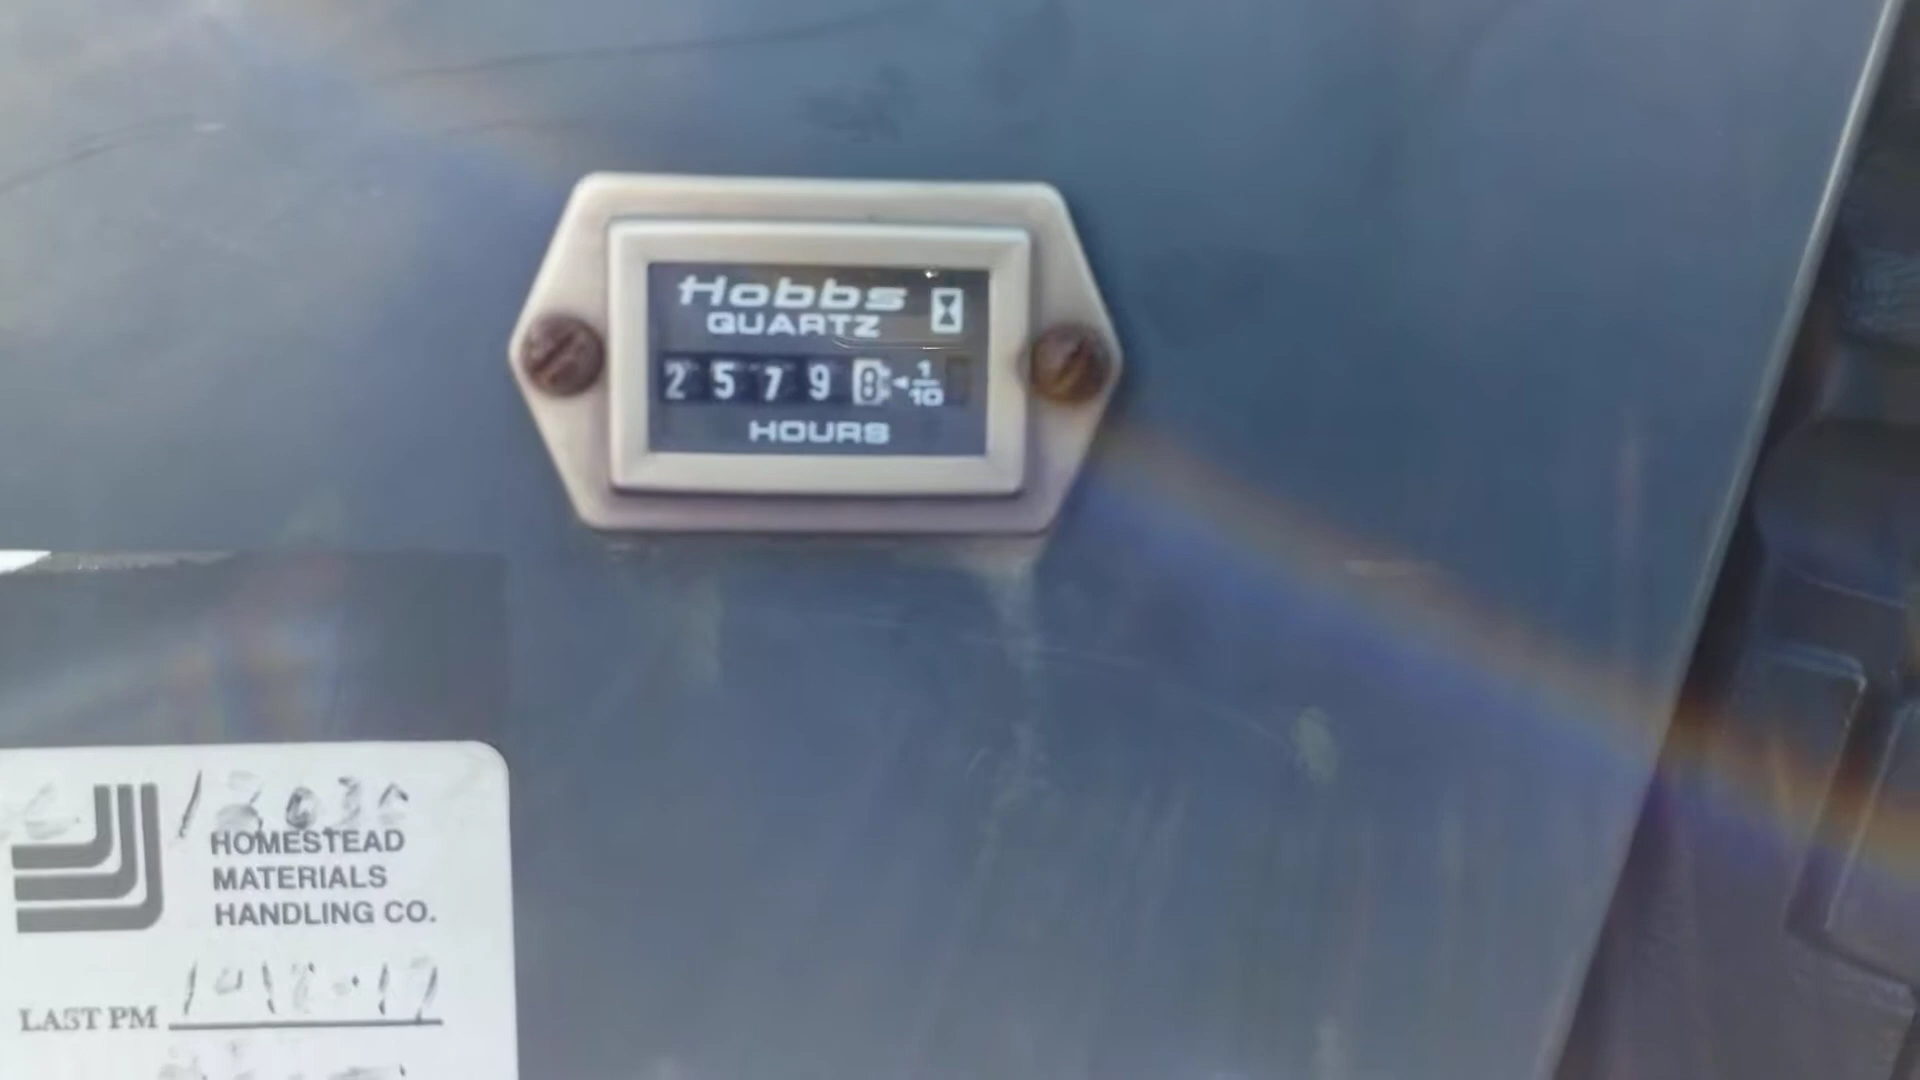 Hobbs
QUARTZ
2 5 7 9 8 ◄ 1/10
HOURS
HOMESTEAD
MATERIALS
HANDLING CO.
LAST PM